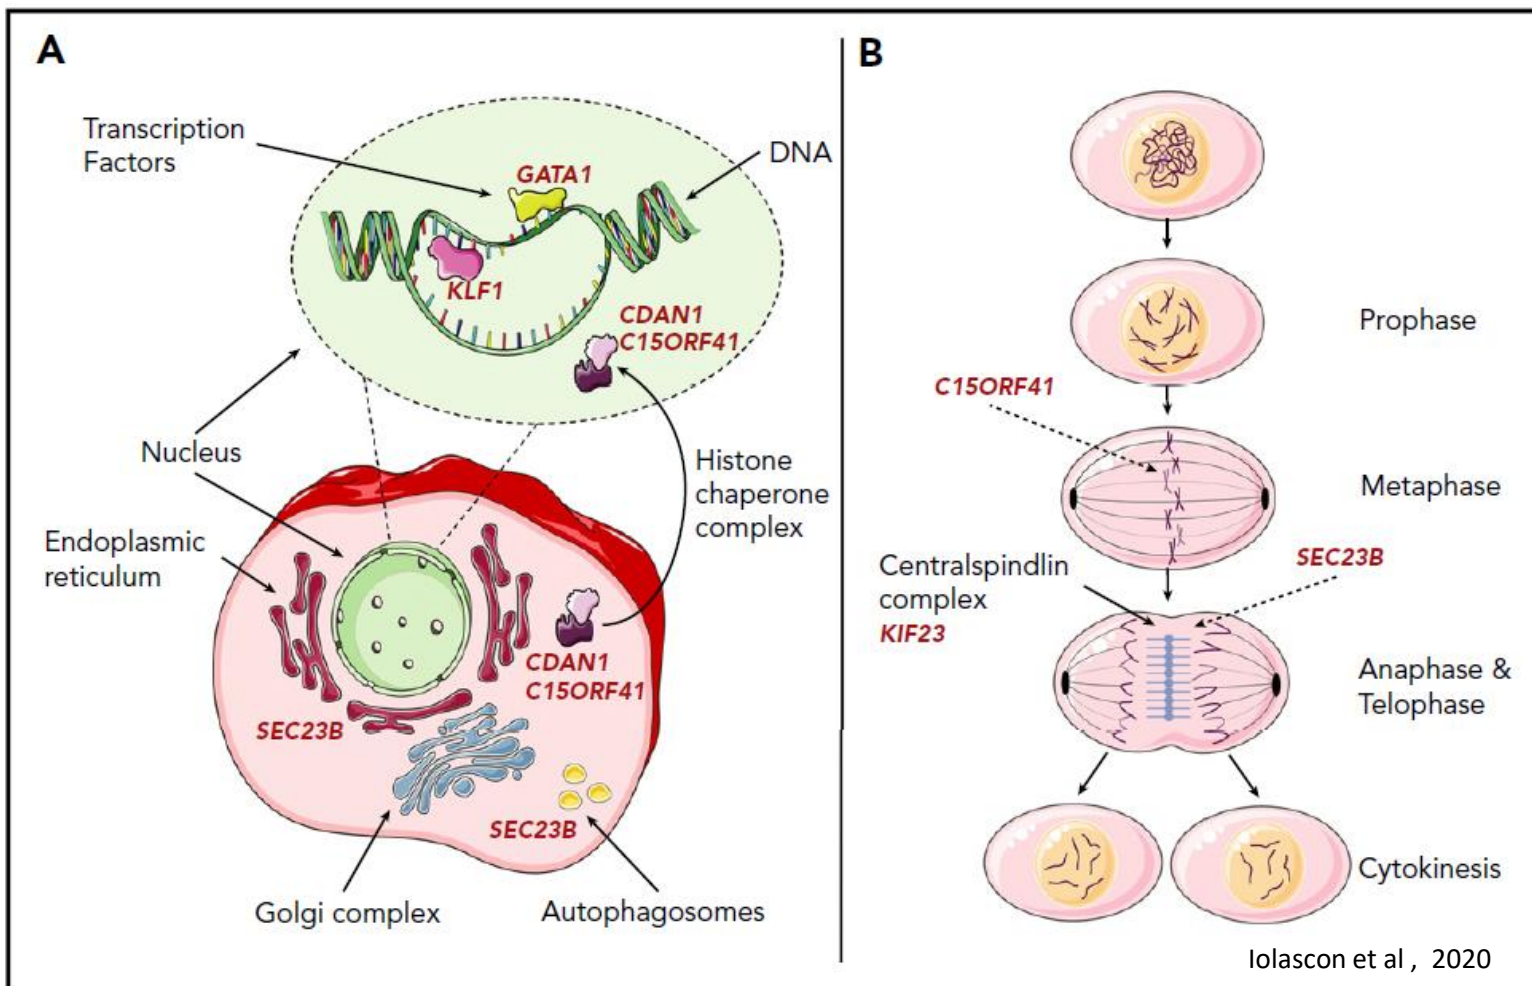 A
Transcription
Factors
GATA1
DNA
KLF1
CDAN1
C15ORF41
Nucleus
Histone
chaperone
complex
Endoplasmic
reticulum
CDAN1
C15ORF41
SEC23B
SEC23B
Golgi complex
Autophagosomes
B
Prophase
C15ORF41
Metaphase
SEC23B
Centralspindlin
complex
KIF23
Anaphase &
Telophase
Cytokinesis
Iolascon et al , 2020